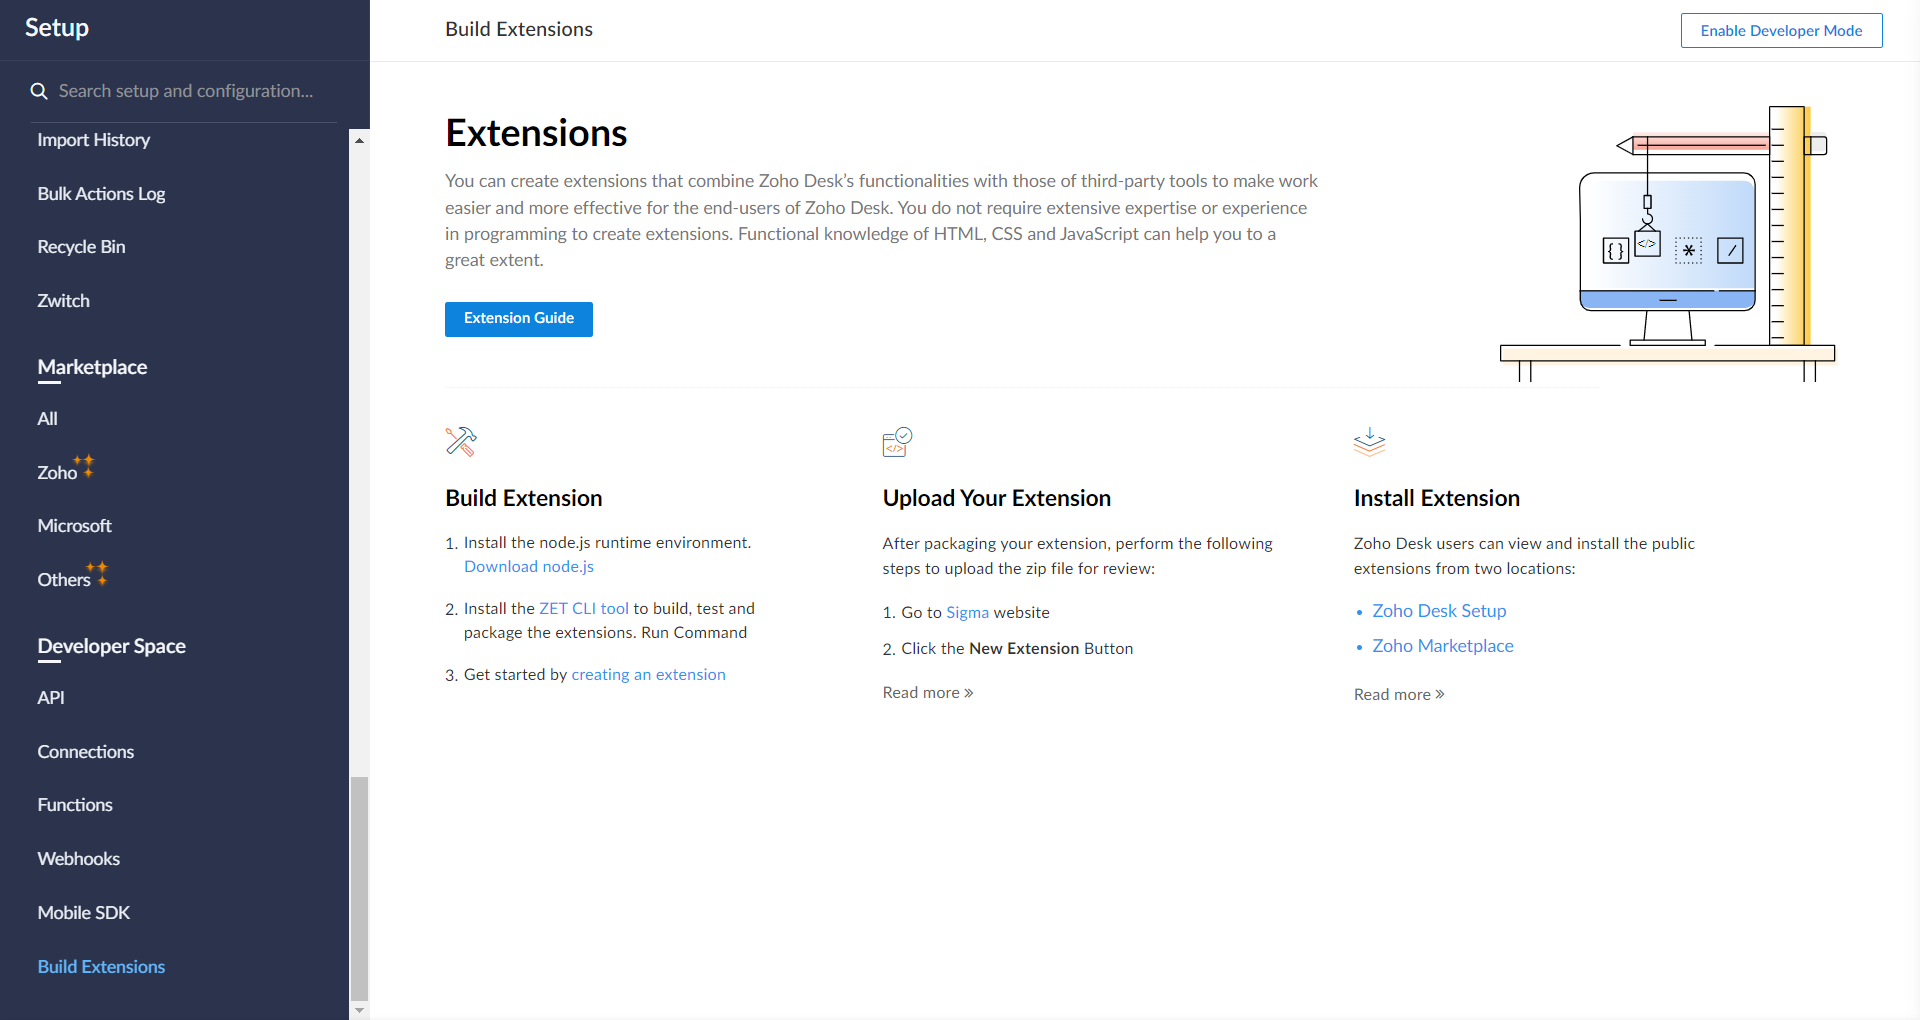 Setup
Search setup and configuration...
Import History
Bulk Actions Log
Recycle Bin
Zwitch
Marketplace
All
Zoho
Microsoft
Others
Developer Space
API
Connections
Functions
Webhooks
Mobile SDK
Build Extensions
Build Extensions
Enable Developer Mode
Extensions
You can create extensions that combine Zoho Desk’s functionalities with those of third-party tools to make work
easier and more effective for the end-users of Zoho Desk. You do not require extensive expertise or experience
in programming to create extensions. Functional knowledge of HTML, CSS and JavaScript can help you to a
great extent.
Extension Guide
{ } </> * /
Build Extension
1. Install the node.js runtime environment.
Download node.js
2. Install the ZET CLI tool to build, test and
package the extensions. Run Command
3. Get started by creating an extension
</>
Upload Your Extension
After packaging your extension, perform the following
steps to upload the zip file for review:
1. Go to Sigma website
2. Click the New Extension Button
Read more »
Install Extension
Zoho Desk users can view and install the public
extensions from two locations:
• Zoho Desk Setup
• Zoho Marketplace
Read more »